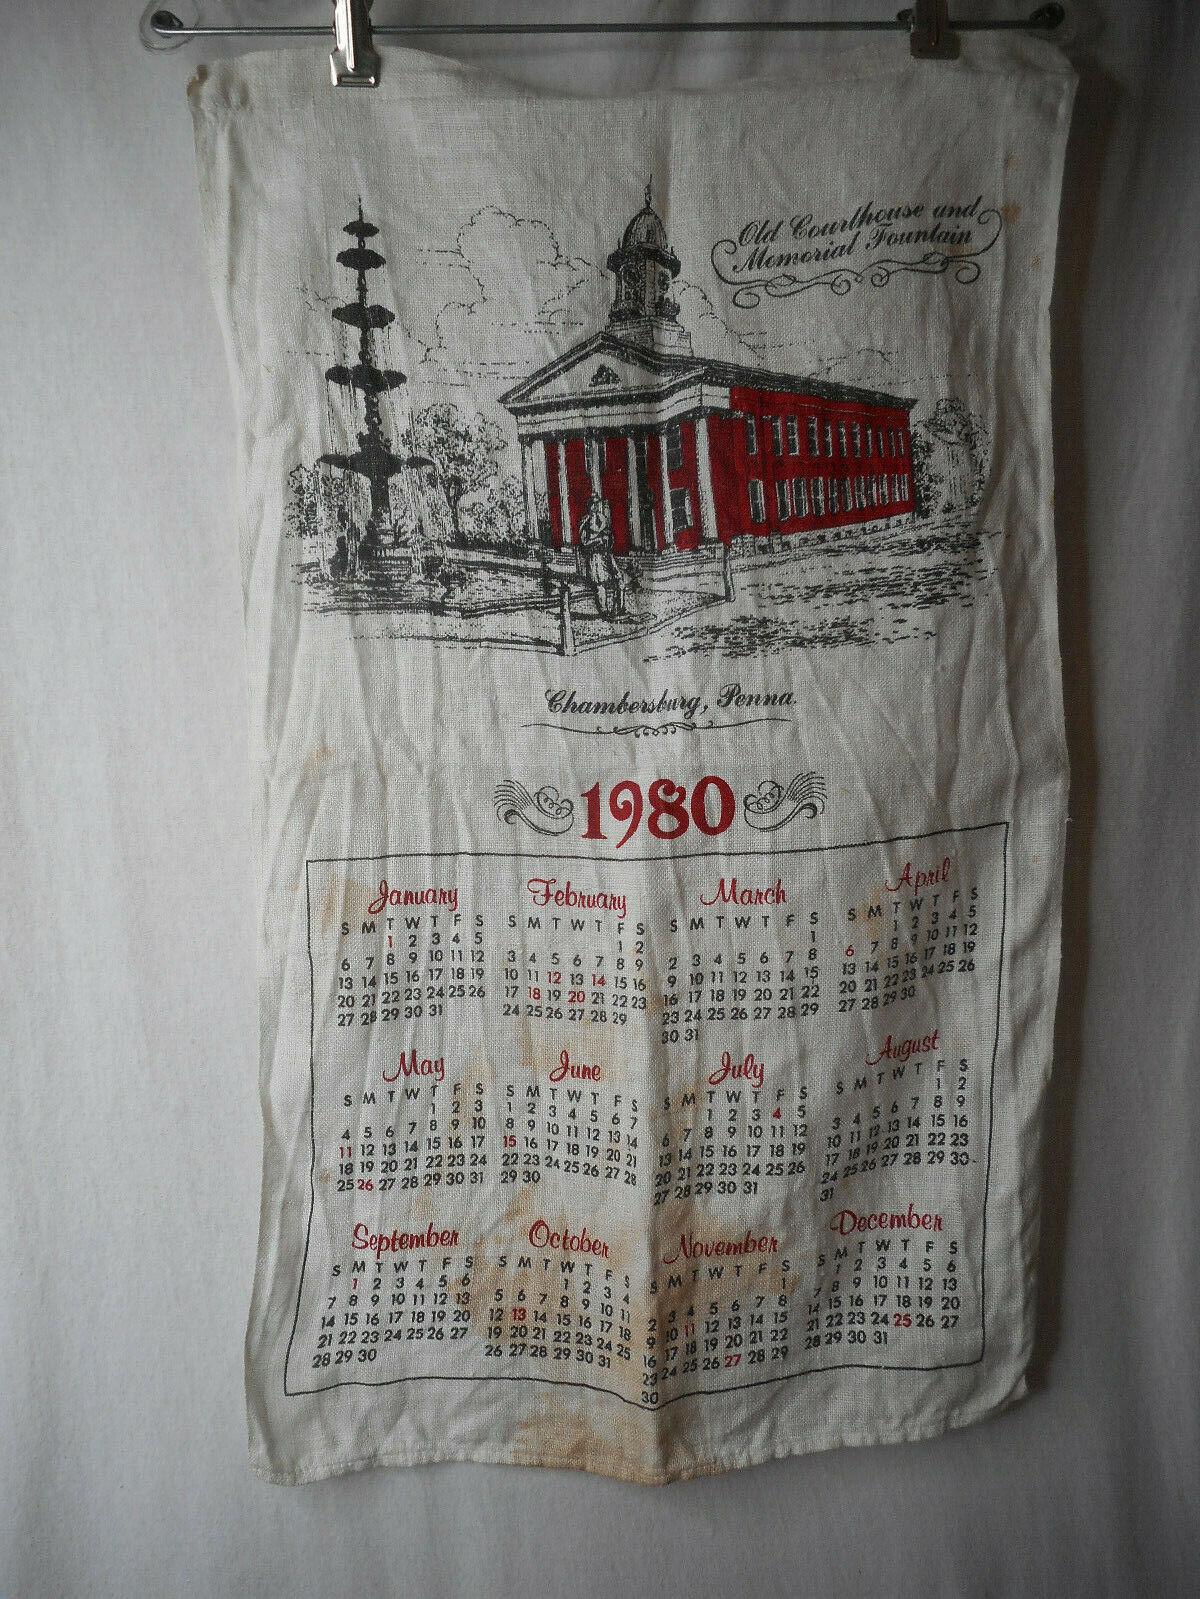 Old Courthouse and
Memorial Fountain
Chambersburg, Penna.
1980
January
S M T W T F S
1 2 3 4 5
6 7 8 9 10 11 12
13 14 15 16 17 18 19
20 21 22 23 24 25 26
27 28 29 30 31
February
S M T W T F S
1 2
3 4 5 6 7 8 9
10 11 12 13 14 15 16
17 18 19 20 21 22 23
24 25 26 27 28 29
March
S M T W T F S
1
2 3 4 5 6 7 8
9 10 11 12 13 14 15
16 17 18 19 20 21 22
23 24 25 26 27 28 29
30 31
April
S M T W T F S
1 2 3 4 5
6 7 8 9 10 11 12
13 14 15 16 17 18 19
20 21 22 23 24 25 26
27 28 29 30
May
S M T W T F S
1 2 3
4 5 6 7 8 9 10
11 12 13 14 15 16 17
18 19 20 21 22 23 24
25 26 27 28 29 30 31
June
S M T W T F S
1 2 3 4 5 6 7
8 9 10 11 12 13 14
15 16 17 18 19 20 21
22 23 24 25 26 27 28
29 30
July
S M T W T F S
1 2 3 4 5
6 7 8 9 10 11 12
13 14 15 16 17 18 19
20 21 22 23 24 25 26
27 28 29 30 31
August
S M T W T F S
1 2
3 4 5 6 7 8 9
10 11 12 13 14 15 16
17 18 19 20 21 22 23
24 25 26 27 28 29 30
31
September
S M T W T F S
1 2 3 4 5 6
7 8 9 10 11 12 13
14 15 16 17 18 19 20
21 22 23 24 25 26 27
28 29 30
October
S M T W T F S
1 2 3 4
5 6 7 8 9 10 11
12 13 14 15 16 17 18
19 20 21 22 23 24 25
26 27 28 29 30 31
November
S M T W T F S
1
2 3 4 5 6 7 8
9 10 11 12 13 14 15
16 17 18 19 20 21 22
23 24 25 26 27 28 29
30
December
S M T W T F S
1 2 3 4 5 6
7 8 9 10 11 12 13
14 15 16 17 18 19 20
21 22 23 24 25 26 27
28 29 30 31